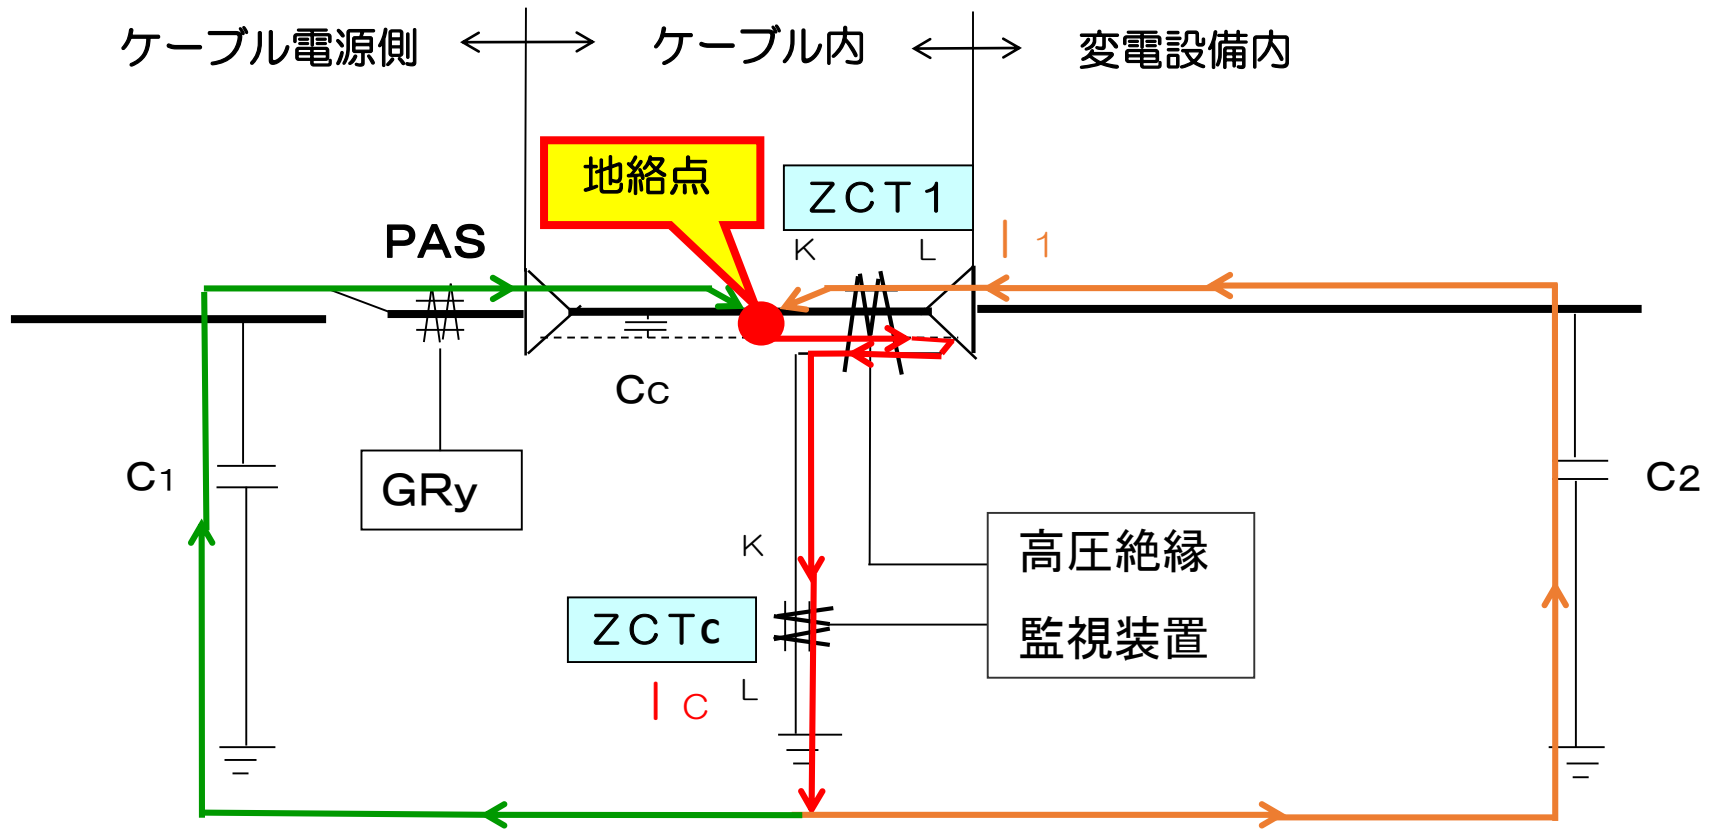 ケーブル電源側
ケーブル内
変電設備内
地絡点
ZCT1
K
L
I1
PAS
Cc
C1
GRy
C2
K
高圧絶縁
監視装置
ZCTc
L
IC